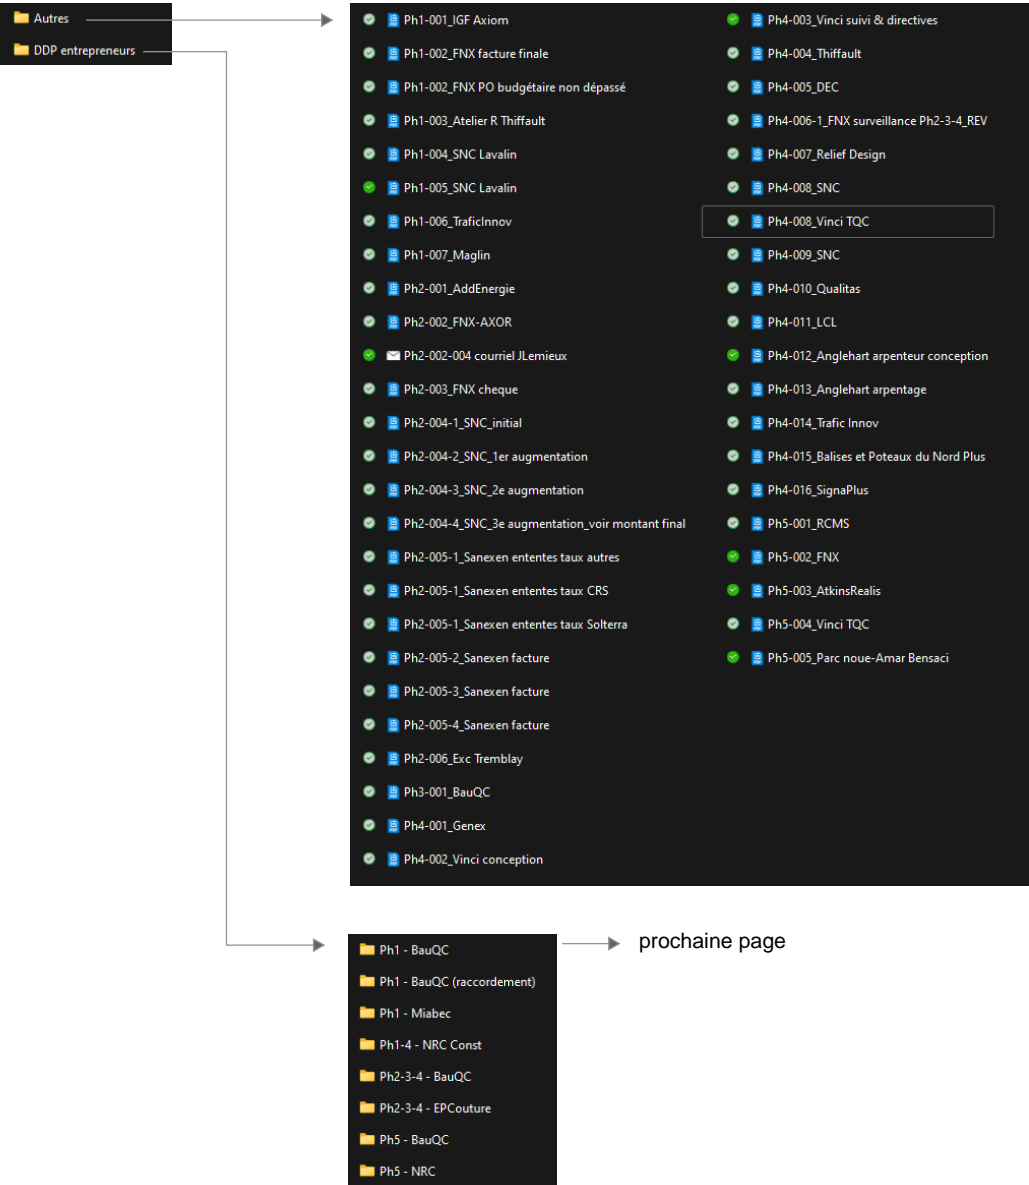 Autres
DDP entrepreneurs
Ph1-001_IGF Axiom
Ph1-002_FNX facture finale
Ph1-002_FNX PO budgétaire non dépassé
Ph1-003_Atelier R Thiffault
Ph1-004_SNC Lavalin
Ph1-005_SNC Lavalin
Ph1-006_TraficInnov
Ph1-007_Maglin
Ph2-001_AddEnergie
Ph2-002_FNX-AXOR
Ph2-002-004 courriel JLemieux
Ph2-003_FNX cheque
Ph2-004-1_SNC_initial
Ph2-004-2_SNC_1er augmentation
Ph2-004-3_SNC_2e augmentation
Ph2-004-4_SNC_3e augmentation_voir montant final
Ph2-005-1_Sanexen ententes taux autres
Ph2-005-1_Sanexen ententes taux CRS
Ph2-005-1_Sanexen ententes taux Solterra
Ph2-005-2_Sanexen facture
Ph2-005-3_Sanexen facture
Ph2-005-4_Sanexen facture
Ph2-006_Exc Tremblay
Ph3-001_BauQC
Ph4-001_Genex
Ph4-002_Vinci conception
Ph4-003_Vinci suivi & directives
Ph4-004_Thiffault
Ph4-005_DEC
Ph4-006-1_FNX surveillance Ph2-3-4_REV
Ph4-007_Relief Design
Ph4-008_SNC
Ph4-008_Vinci TQC
Ph4-009_SNC
Ph4-010_Qualitas
Ph4-011_LCL
Ph4-012_Anglehart arpenteur conception
Ph4-013_Anglehart arpentage
Ph4-014_Trafic Innov
Ph4-015_Balises et Poteaux du Nord Plus
Ph4-016_SignaPlus
Ph5-001_RCMS
Ph5-002_FNX
Ph5-003_AtkinsRealis
Ph5-004_Vinci TQC
Ph5-005_Parc noue-Amar Bensaci
prochaine page
Ph1 - BauQC
Ph1 - BauQC (raccordement)
Ph1 - Miabec
Ph1-4 - NRC Const
Ph2-3-4 - BauQC
Ph2-3-4 - EPCouture
Ph5 - BauQC
Ph5 - NRC